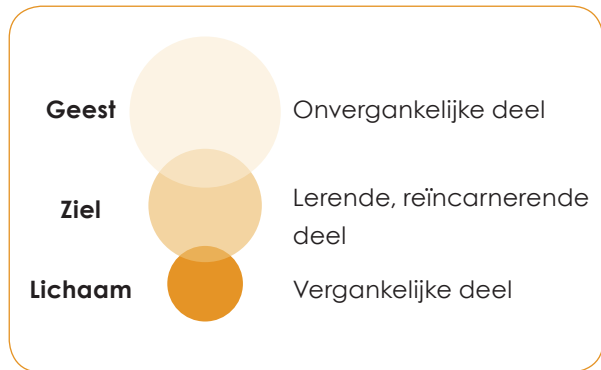 Geest Onvergankelijke deel
Ziel Lerende, reïncarnerende
deel
Lichaam Vergankelijke deel